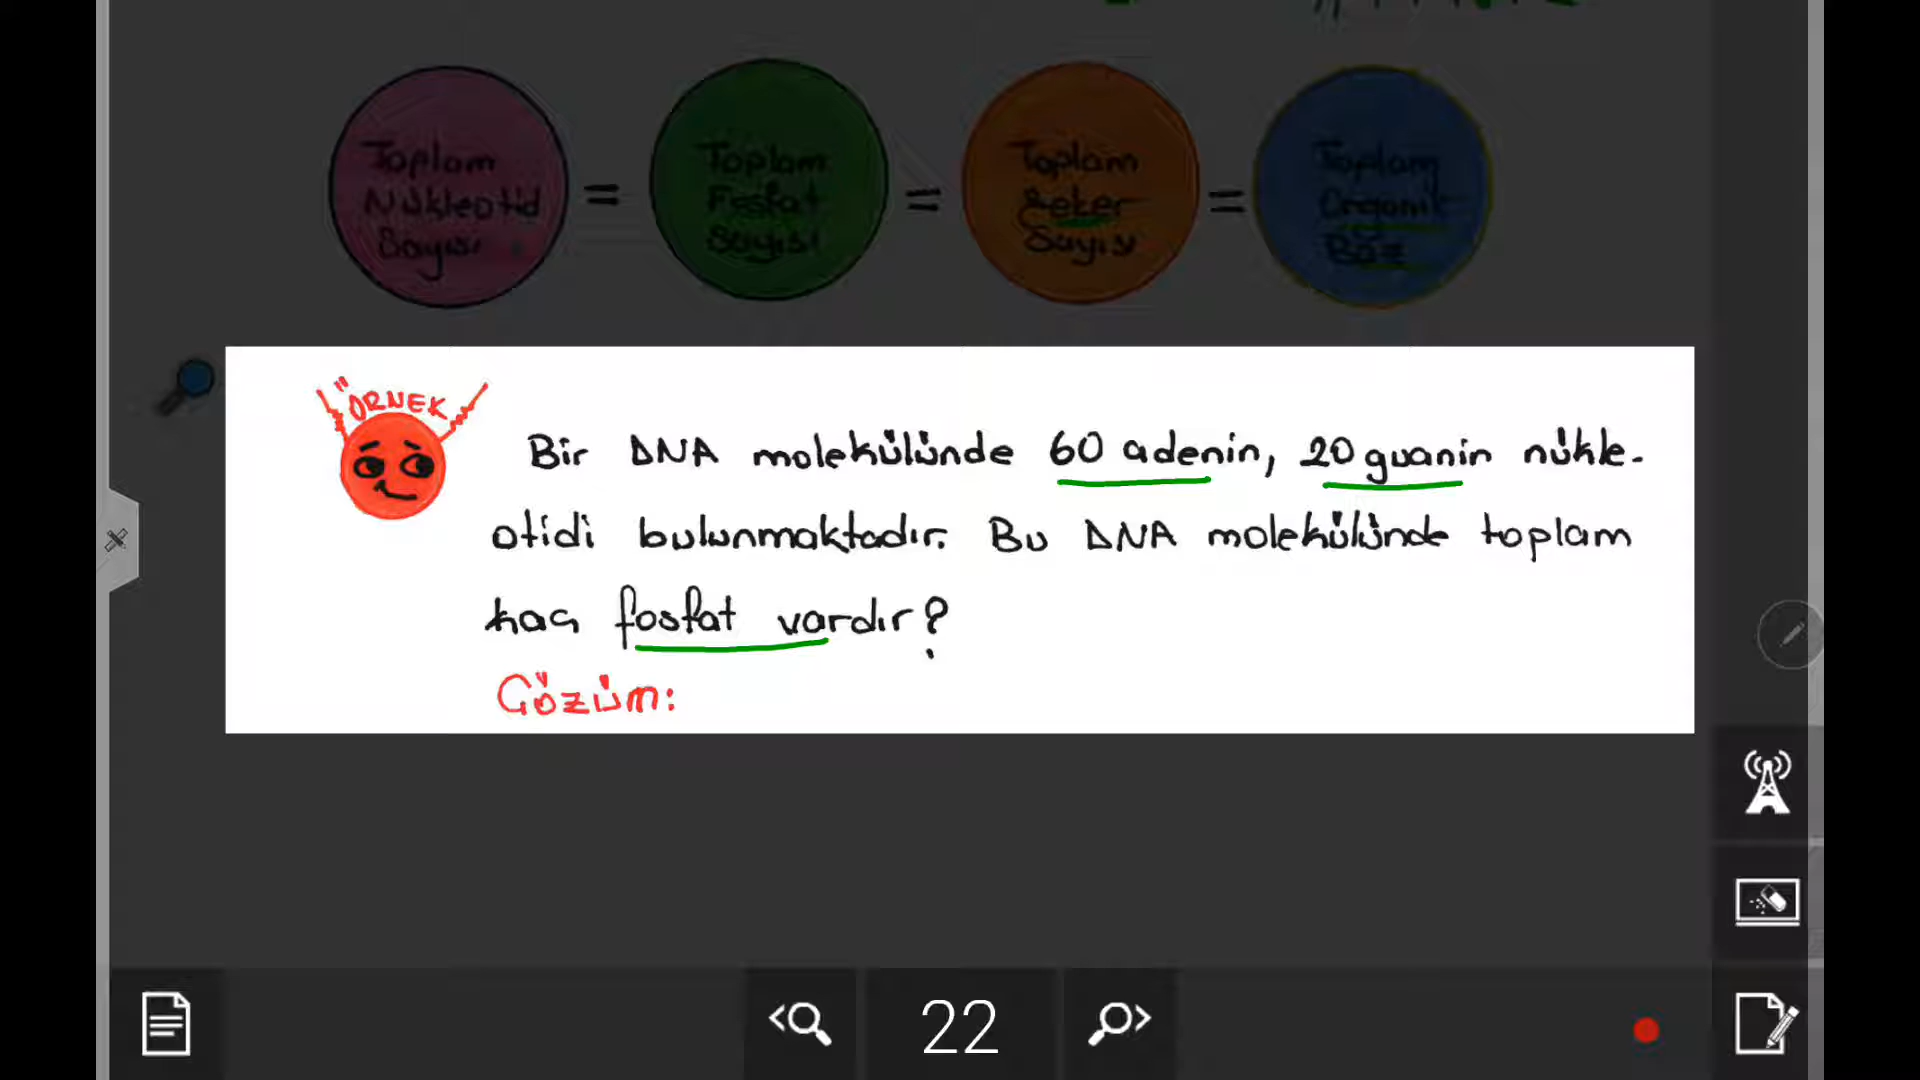 Toplam Nükleotid Sayısı = Toplam Fosfat Sayısı = Toplam Şeker Sayısı = Toplam Organik Baz
ÖRNEK
Bir DNA molekülünde 60 adenin, 20 guanin nükle-
otidi bulunmaktadır. Bu DNA molekülünde toplam
kaç fosfat vardır?
Çözüm:
22